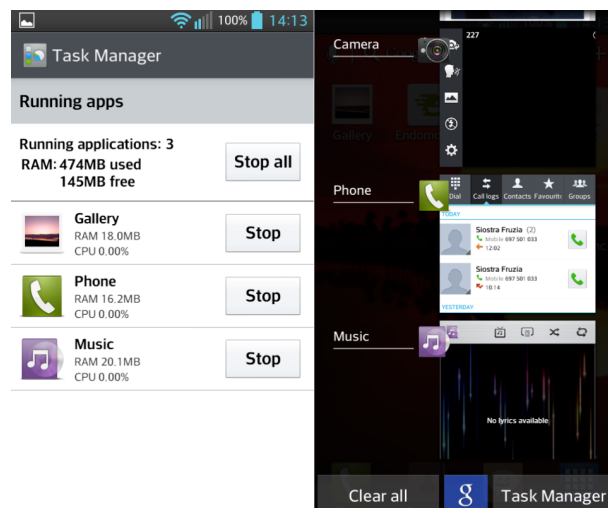 100% 14:13
Task Manager
Running apps
Running applications: 3
RAM: 474MB used
145MB free
Stop all
Gallery
RAM 18.0MB
CPU 0.00%
Stop
Phone
RAM 16.2MB
CPU 0.00%
Stop
Music
RAM 20.1MB
CPU 0.00%
Stop
Camera
227
Gallery
Endomo
Phone
Dial Call logs Contacts Favourite Groups
TODAY
Siostra Fruzia (2)
Mobile 697 501 033
12:02
Siostra Fruzia
Mobile 697 501 033
10:14
YESTERDAY
Music
No lyrics available
Clear all
g
Task Manager